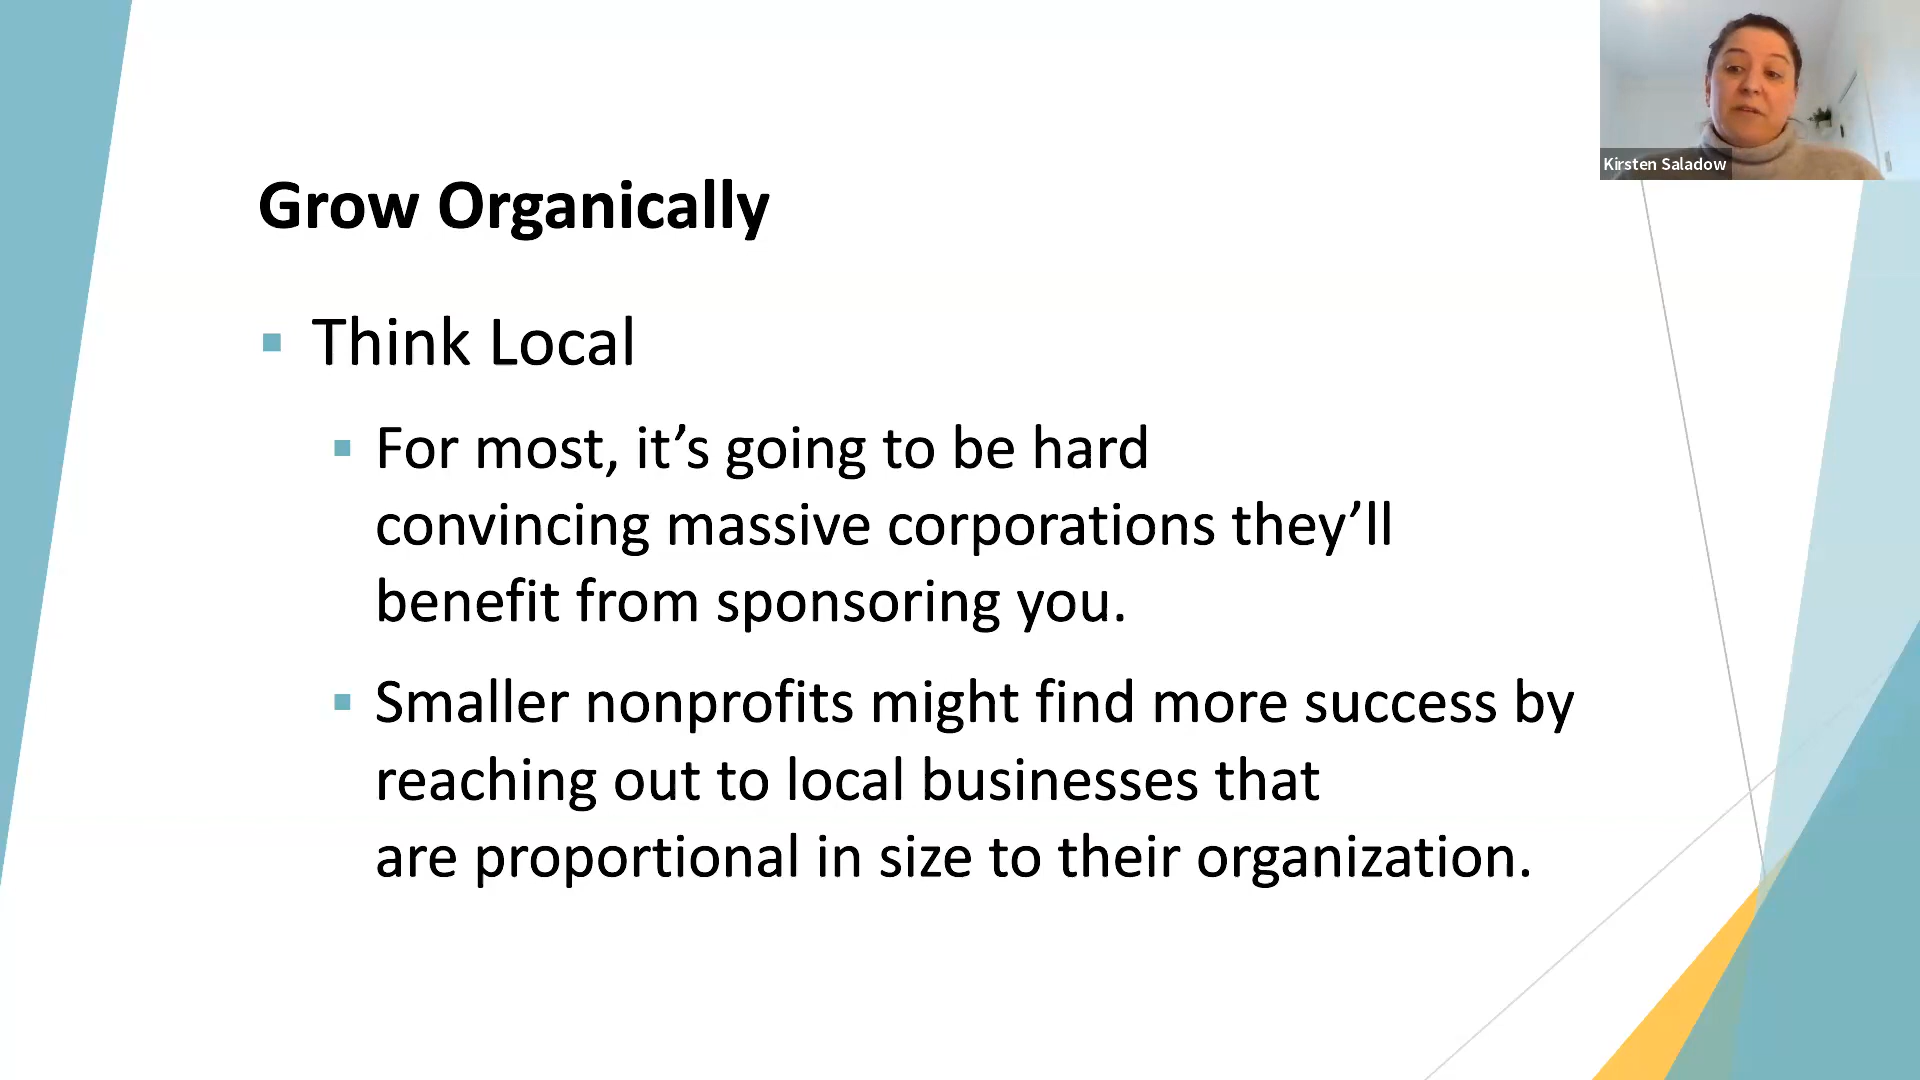 Kirsten Saladow
Grow Organically
Think Local
For most, it’s going to be hard
convincing massive corporations they’ll
benefit from sponsoring you.
Smaller nonprofits might find more success by
reaching out to local businesses that
are proportional in size to their organization.